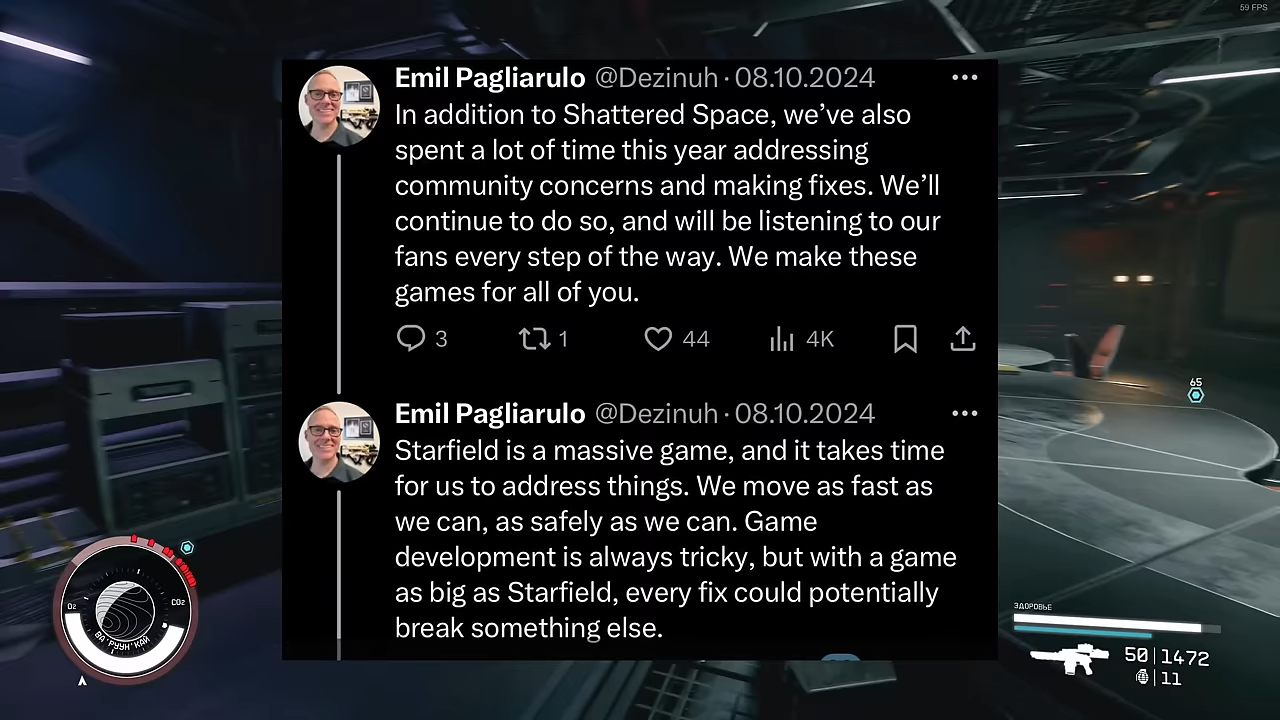 59 FPS
Emil Pagliarulo @Dezinuh · 08.10.2024
In addition to Shattered Space, we’ve also
spent a lot of time this year addressing
community concerns and making fixes. We’ll
continue to do so, and will be listening to our
fans every step of the way. We make these
games for all of you.
3 1 44 4K
Emil Pagliarulo @Dezinuh · 08.10.2024
Starfield is a massive game, and it takes time
for us to address things. We move as fast as
we can, as safely as we can. Game
development is always tricky, but with a game
as big as Starfield, every fix could potentially
break something else.
65
O2 CO2
ВА'РУУН'КАЙ
ЗДОРОВЬЕ
50|1472
11